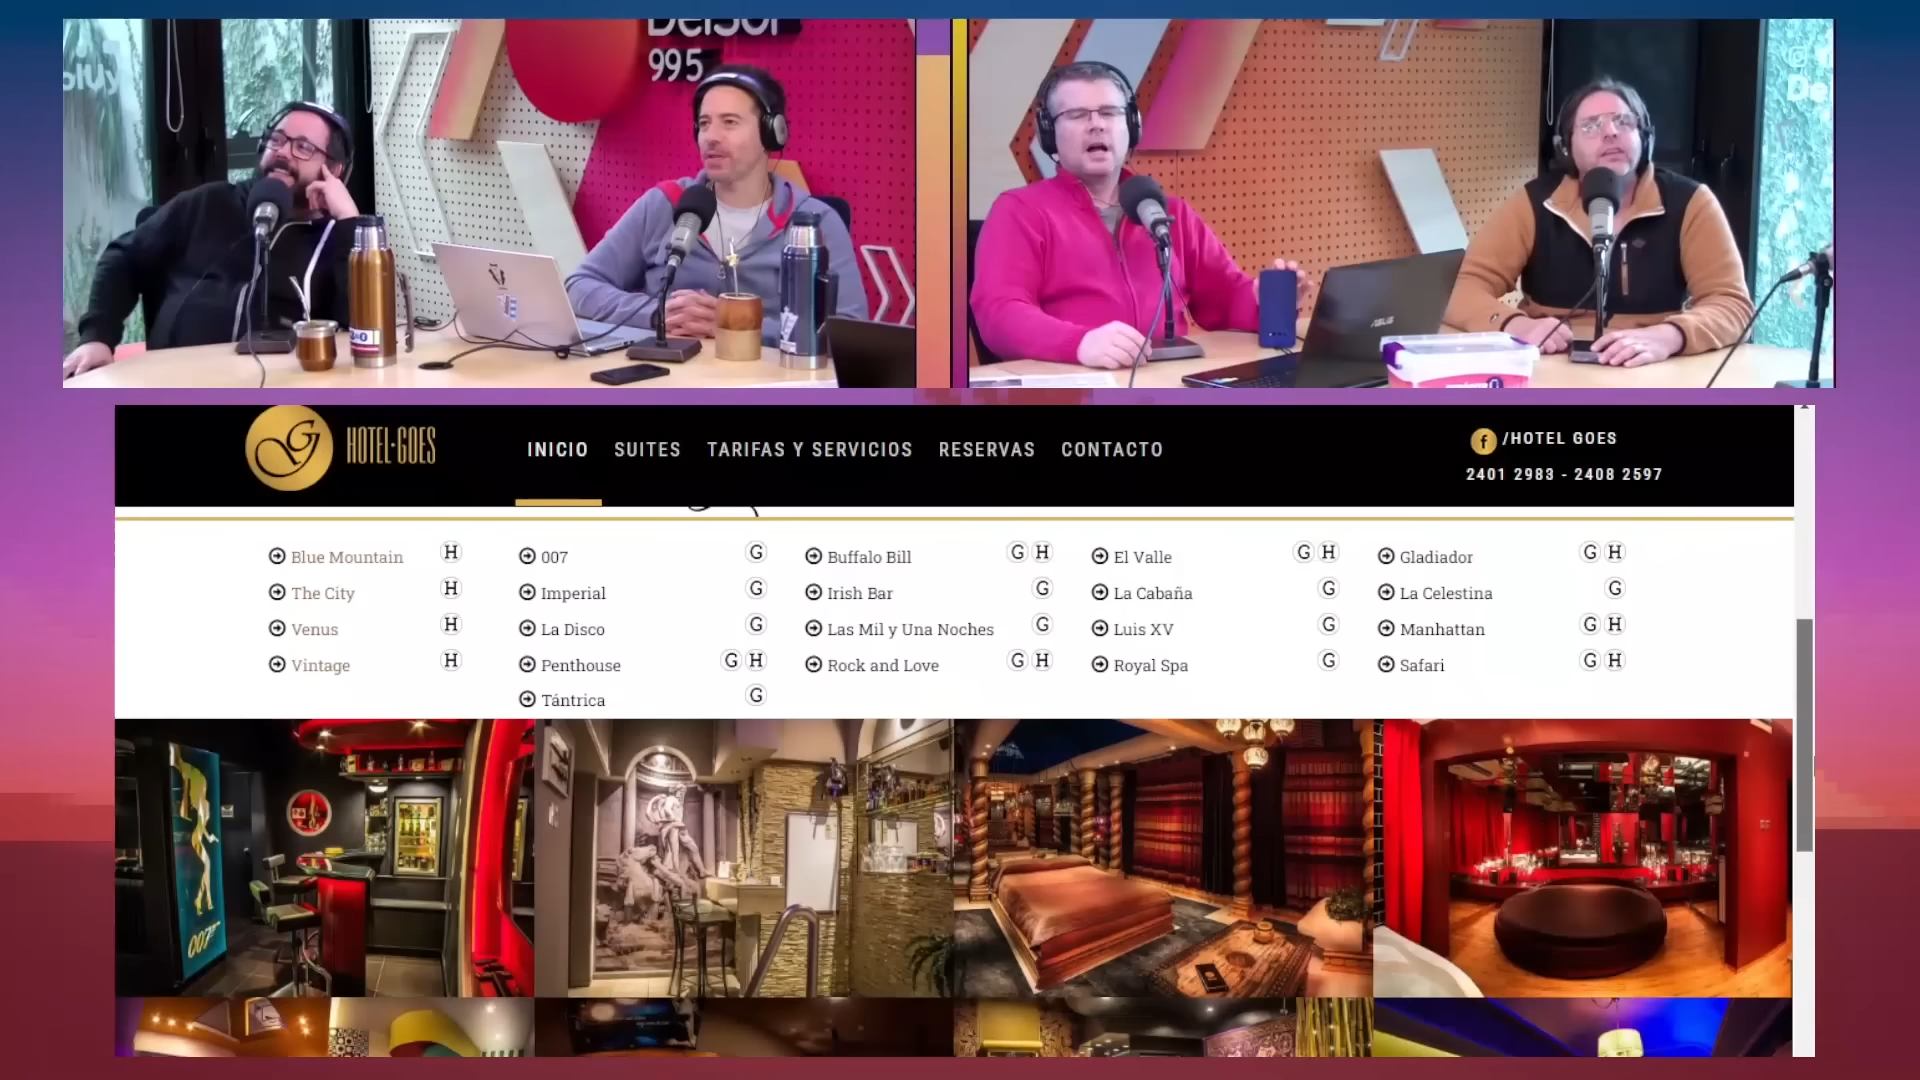 DelSol
995
ASUS
G
HOTEL·GOES
INICIO
SUITES
TARIFAS Y SERVICIOS
RESERVAS
CONTACTO
f /HOTEL GOES
2401 2983 - 2408 2597
Blue Mountain H
007 G
Buffalo Bill G H
El Valle G H
Gladiador G H
The City H
Imperial G
Irish Bar G
La Cabaña G
La Celestina G
Venus H
La Disco G
Las Mil y Una Noches G
Luis XV G
Manhattan G H
Vintage H
Penthouse G H
Rock and Love G H
Royal Spa G
Safari G H
Tántrica G
007